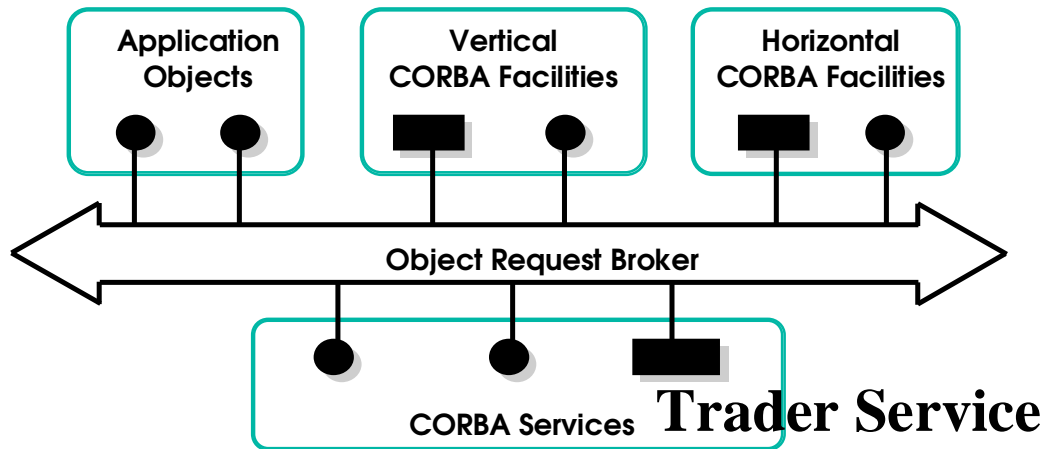 Application
Objects
Vertical
CORBA Facilities
Horizontal
CORBA Facilities
Object Request Broker
CORBA Services
Trader Service